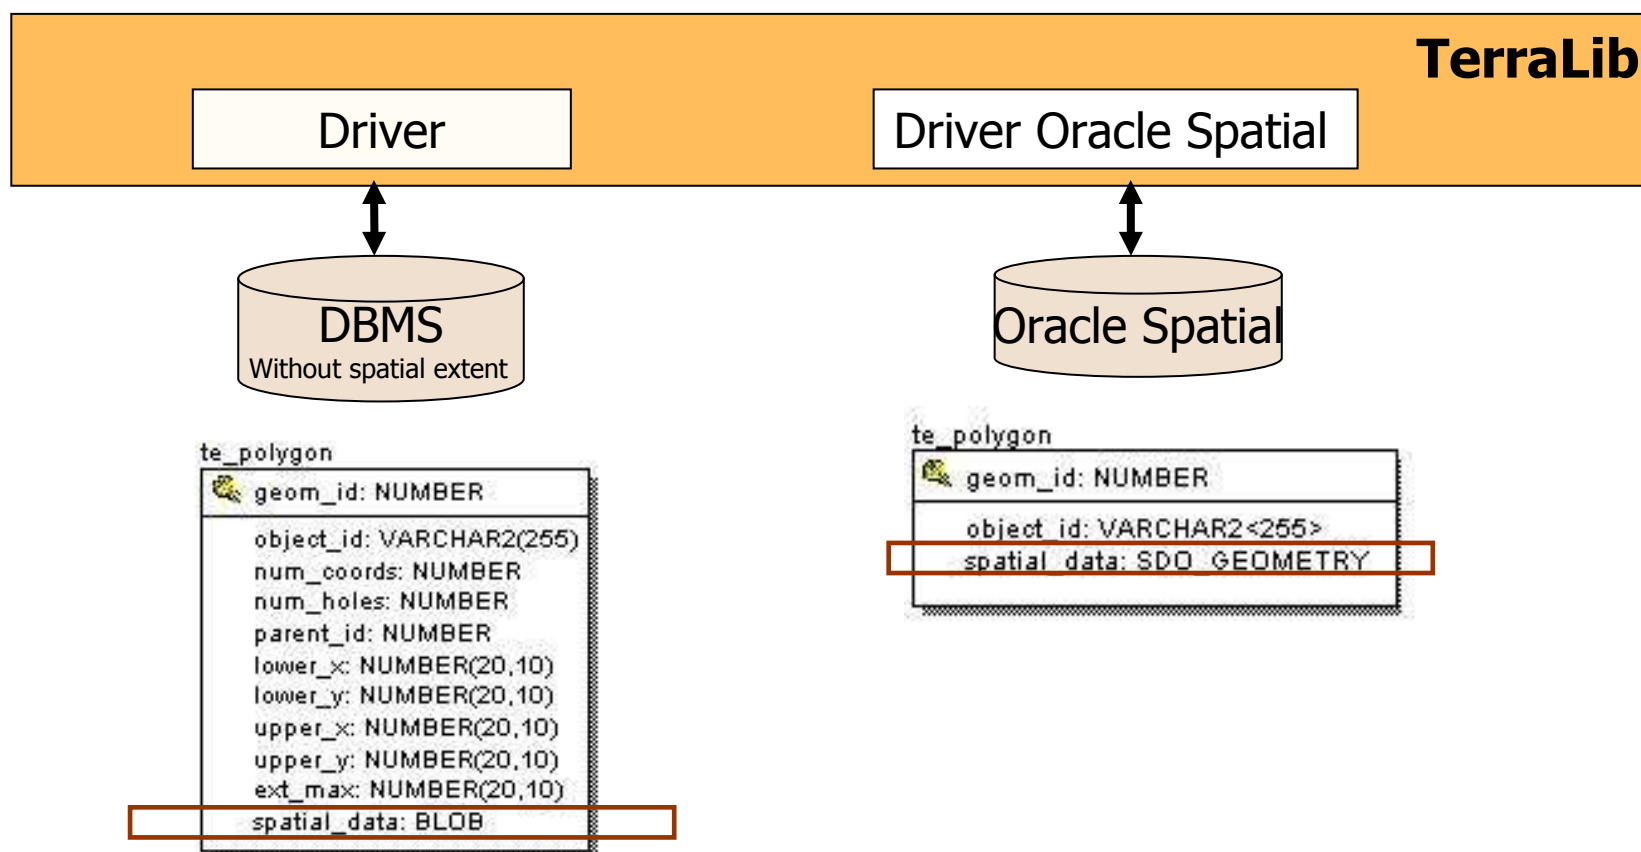 TerraLib
Driver
Driver Oracle Spatial
DBMS
Without spatial extent
Oracle Spatial
te_polygon
geom_id: NUMBER
object_id: VARCHAR2(255)
num_coords: NUMBER
num_holes: NUMBER
parent_id: NUMBER
lower_x: NUMBER(20,10)
lower_y: NUMBER(20,10)
upper_x: NUMBER(20,10)
upper_y: NUMBER(20,10)
ext_max: NUMBER(20,10)
spatial_data: BLOB
te_polygon
geom_id: NUMBER
object_id: VARCHAR2<255>
spatial_data: SDO_GEOMETRY